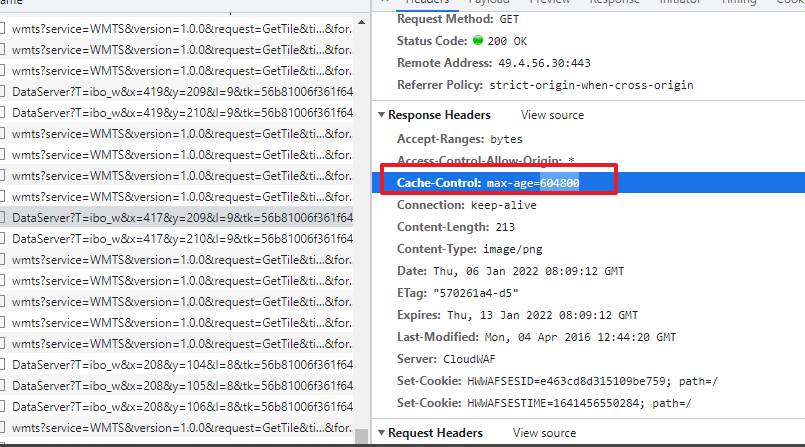 Headers
Preview
Response
Initiator
Timing
Cookies
wmts?service=WMTS&version=1.0.0&request=GetTile&ti...&for...
wmts?service=WMTS&version=1.0.0&request=GetTile&ti...&for...
wmts?service=WMTS&version=1.0.0&request=GetTile&ti...&for...
DataServer?T=ibo_w&x=419&y=209&l=9&tk=56b81006f361f64
DataServer?T=ibo_w&x=419&y=210&l=9&tk=56b81006f361f64
wmts?service=WMTS&version=1.0.0&request=GetTile&ti...&for...
wmts?service=WMTS&version=1.0.0&request=GetTile&ti...&for...
wmts?service=WMTS&version=1.0.0&request=GetTile&ti...&for...
wmts?service=WMTS&version=1.0.0&request=GetTile&ti...&for...
DataServer?T=ibo_w&x=417&y=209&l=9&tk=56b81006f361f64
DataServer?T=ibo_w&x=417&y=210&l=9&tk=56b81006f361f64
wmts?service=WMTS&version=1.0.0&request=GetTile&ti...&for...
wmts?service=WMTS&version=1.0.0&request=GetTile&ti...&for...
wmts?service=WMTS&version=1.0.0&request=GetTile&ti...&for...
wmts?service=WMTS&version=1.0.0&request=GetTile&ti...&for...
wmts?service=WMTS&version=1.0.0&request=GetTile&ti...&for...
DataServer?T=ibo_w&x=208&y=104&l=8&tk=56b81006f361f64
DataServer?T=ibo_w&x=208&y=105&l=8&tk=56b81006f361f64
DataServer?T=ibo_w&x=208&y=106&l=8&tk=56b81006f361f64
wmts?service=WMTS&version=1.0.0&request=GetTile&ti...&for...
Request Method: GET
Status Code: 200 OK
Remote Address: 49.4.56.30:443
Referrer Policy: strict-origin-when-cross-origin
Response Headers View source
Accept-Ranges: bytes
Access-Control-Allow-Origin: *
Cache-Control: max-age=604800
Connection: keep-alive
Content-Length: 213
Content-Type: image/png
Date: Thu, 06 Jan 2022 08:09:12 GMT
ETag: "570261a4-d5"
Expires: Thu, 13 Jan 2022 08:09:12 GMT
Last-Modified: Mon, 04 Apr 2016 12:44:20 GMT
Server: CloudWAF
Set-Cookie: HWWAFSESID=e463cd8d315109be759; path=/
Set-Cookie: HWWAFSESTIME=1641456550284; path=/
Request Headers View source